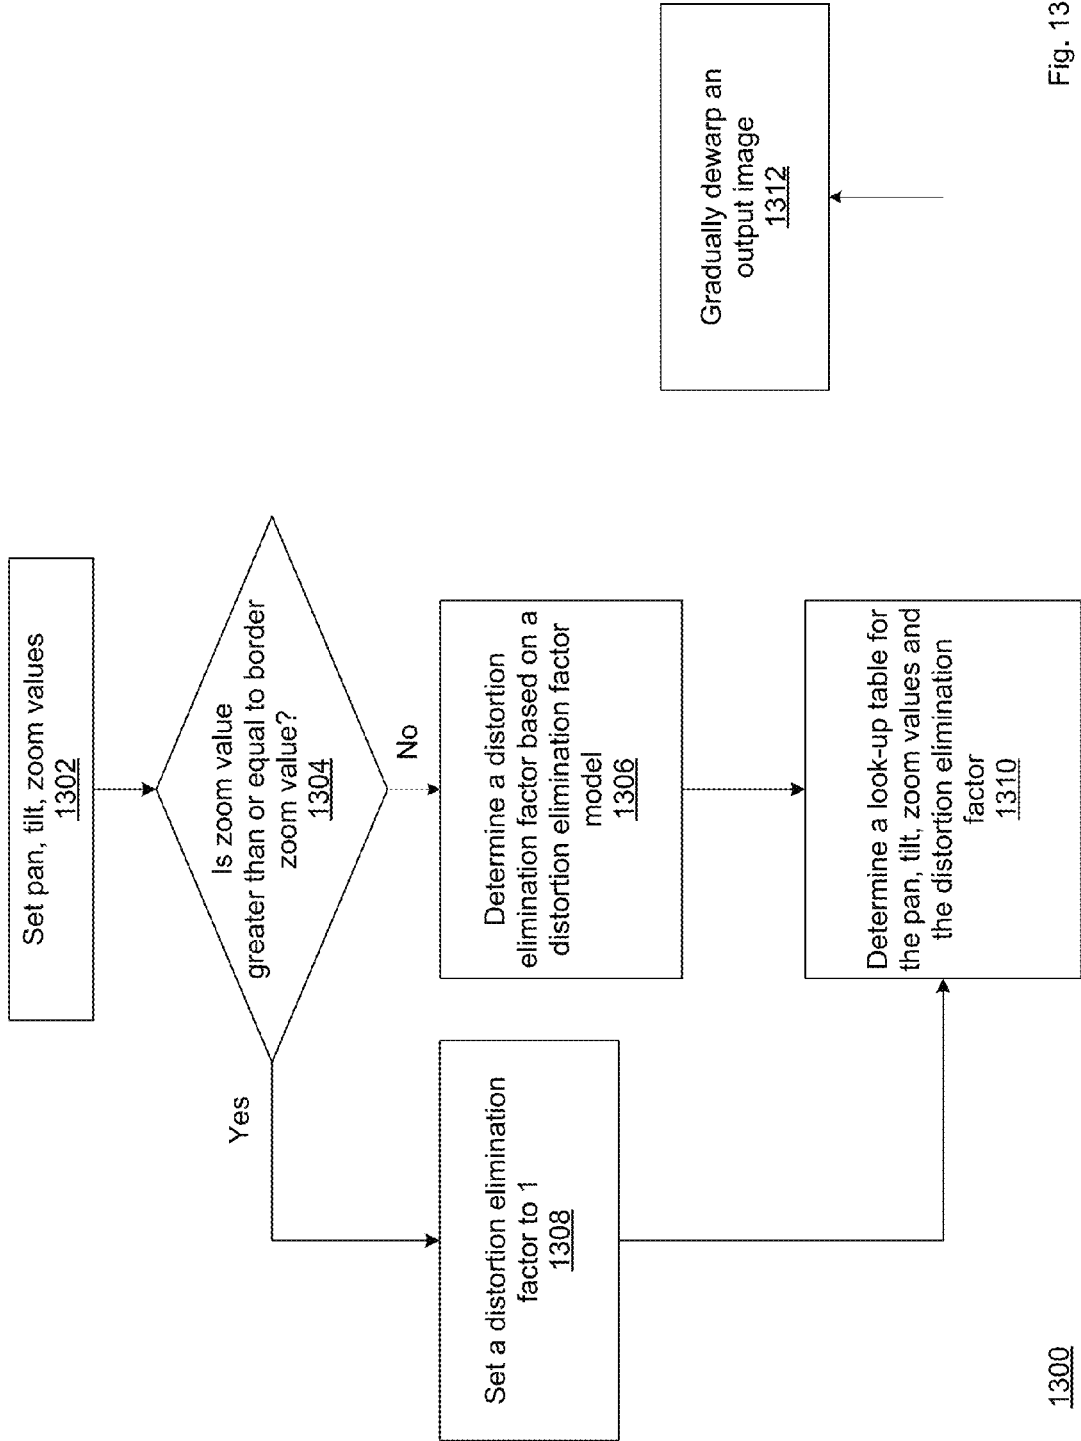 Set pan, tilt, zoom values
1302
Is zoom value
greater than or equal to border
zoom value?
1304
Yes
No
Set a distortion elimination
factor to 1
1308
Determine a distortion
elimination factor based on a
distortion elimination factor
model
1306
Determine a look-up table for
the pan, tilt, zoom values and
the distortion elimination
factor
1310
Gradually dewarp an
output image
1312
1300
Fig. 13